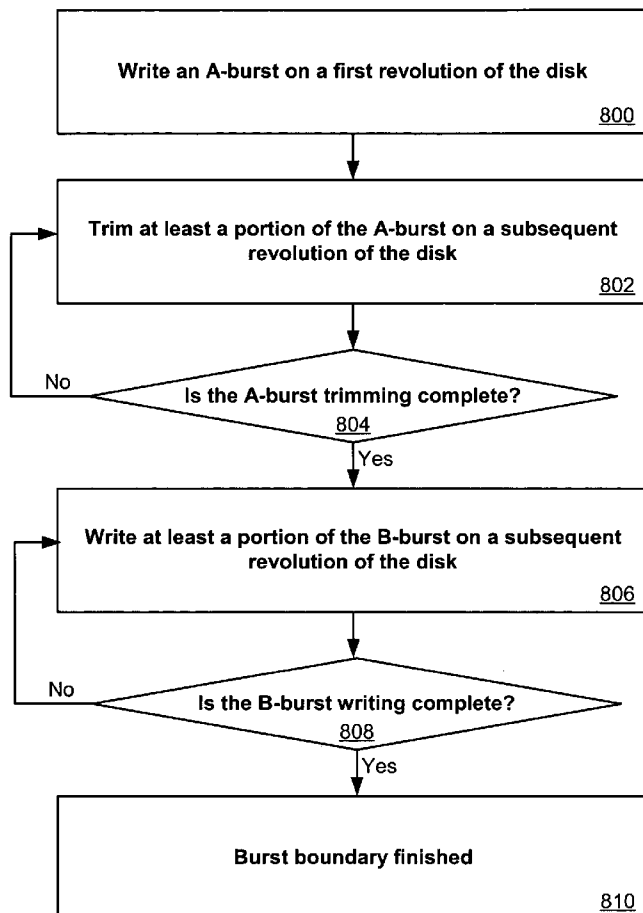 Write an A-burst on a first revolution of the disk
800
Trim at least a portion of the A-burst on a subsequent
revolution of the disk
802
No
Is the A-burst trimming complete?
804
Yes
Write at least a portion of the B-burst on a subsequent
revolution of the disk
806
No
Is the B-burst writing complete?
808
Yes
Burst boundary finished
810